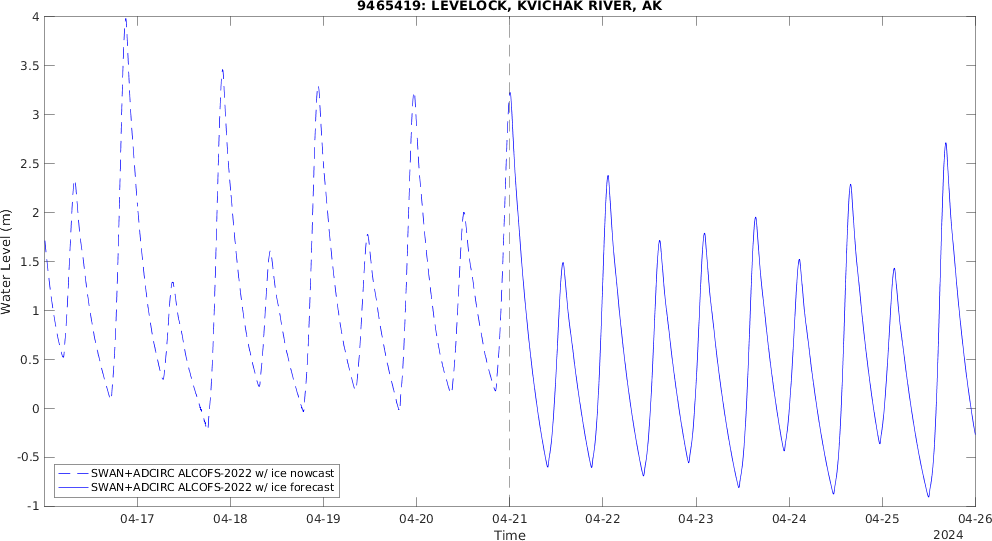 9465419: LEVELOCK, KVICHAK RIVER, AK
4
3.5
3
2.5
2
1.5
1
0.5
0
-0.5
-1
Water Level (m)
SWAN+ADCIRC ALCOFS-2022 w/ ice nowcast
SWAN+ADCIRC ALCOFS-2022 w/ ice forecast
04-17 04-18 04-19 04-20 04-21 04-22 04-23 04-24 04-25 04-26
Time
2024